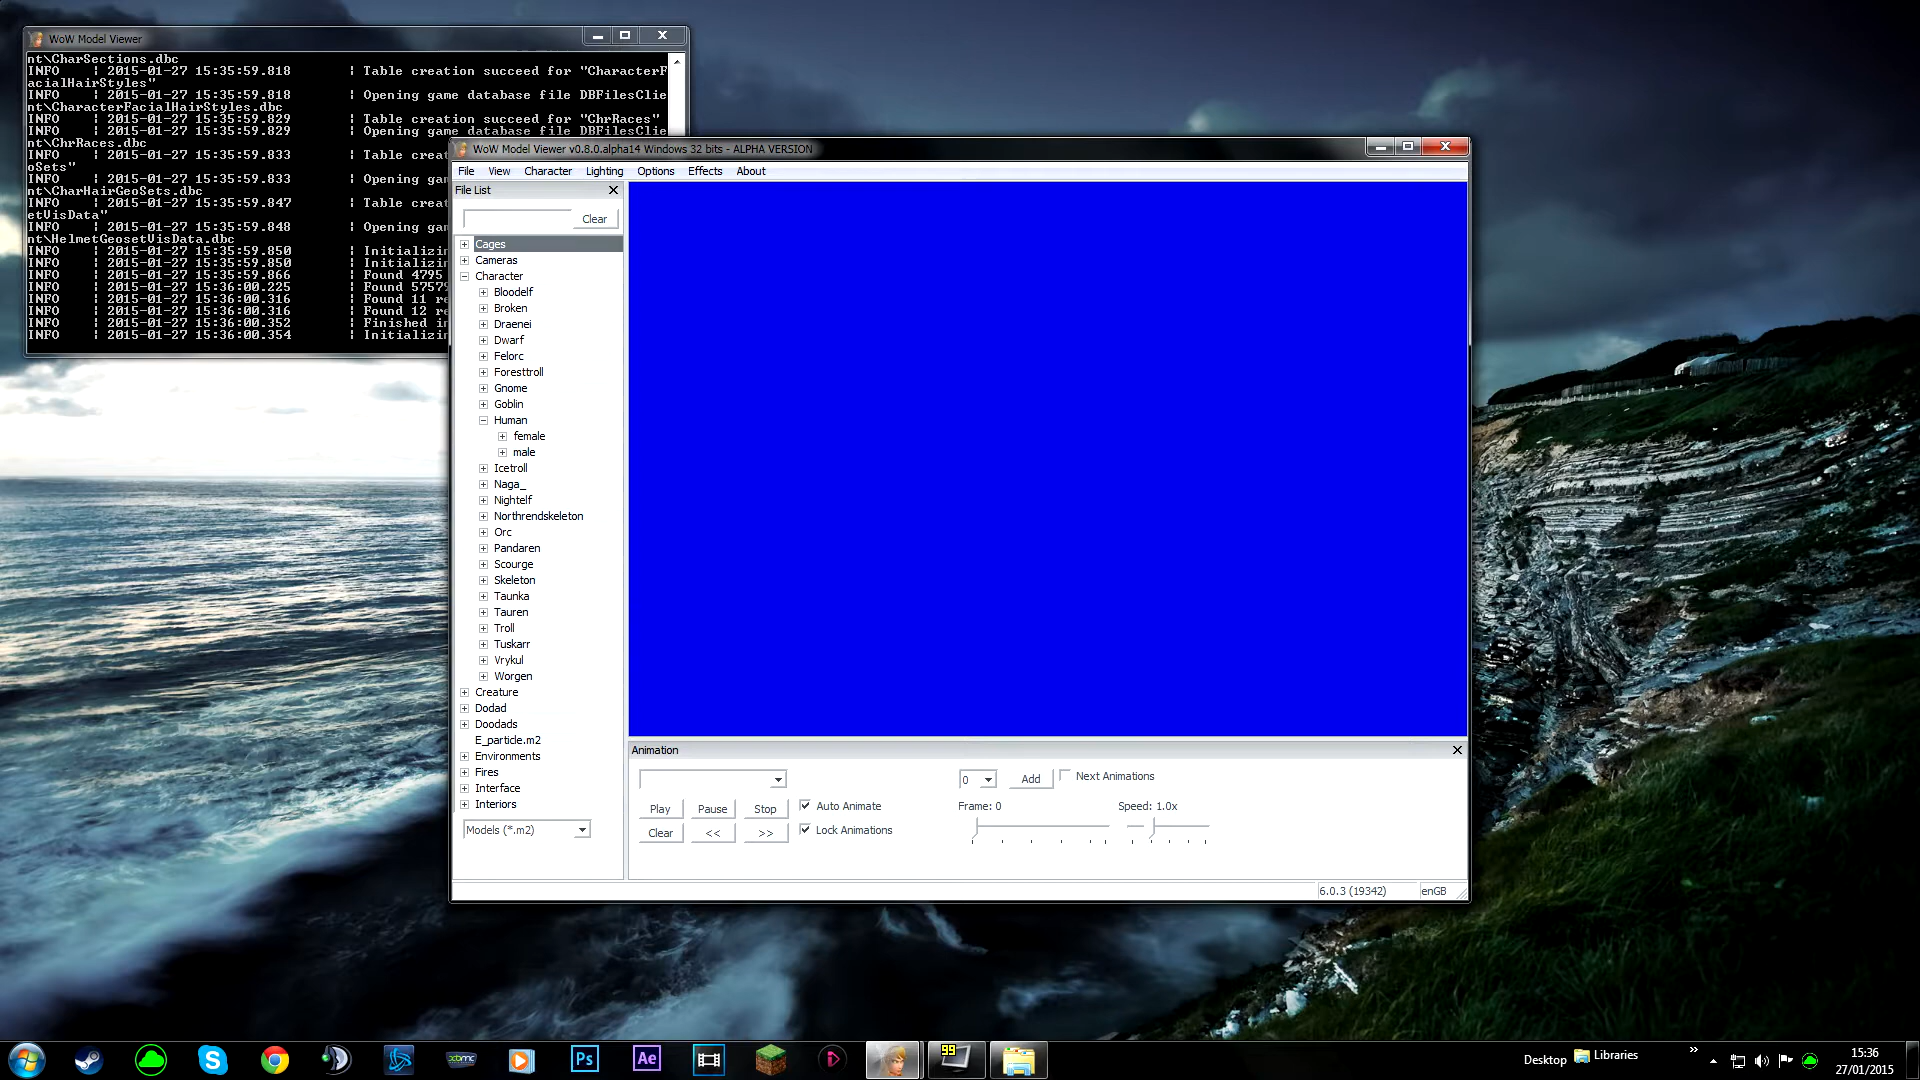 WoW Model Viewer
nt\CharSections.dbc
INFO | 2015-01-27 15:35:59.818 | Table creation succeed for "CharacterF
acialHairStyles"
INFO | 2015-01-27 15:35:59.818 | Opening game database file DBFilesClie
nt\CharacterFacialHairStyles.dbc
INFO | 2015-01-27 15:35:59.829 | Table creation succeed for "ChrRaces"
INFO | 2015-01-27 15:35:59.829 | Opening game database file DBFilesClie
nt\ChrRaces.dbc
INFO | 2015-01-27 15:35:59.833 | Table creat
oSets"
INFO | 2015-01-27 15:35:59.833 | Opening gam
nt\CharHairGeoSets.dbc
INFO | 2015-01-27 15:35:59.847 | Table creat
etVisData"
INFO | 2015-01-27 15:35:59.848 | Opening gam
nt\HelmetGeosetVisData.dbc
INFO | 2015-01-27 15:35:59.850 | Initializin
INFO | 2015-01-27 15:35:59.850 | Initializin
INFO | 2015-01-27 15:35:59.866 | Found 4795
INFO | 2015-01-27 15:36:00.225 | Found 57579
INFO | 2015-01-27 15:36:00.316 | Found 11 re
INFO | 2015-01-27 15:36:00.316 | Found 12 re
INFO | 2015-01-27 15:36:00.352 | Finished in
INFO | 2015-01-27 15:36:00.354 | Initializin
WoW Model Viewer v0.8.0.alpha14 Windows 32 bits - ALPHA VERSION
File View Character Lighting Options Effects About
File List
Clear
Cages
Cameras
Character
Bloodelf
Broken
Draenei
Dwarf
Felorc
Foresttroll
Gnome
Goblin
Human
female
male
Icetroll
Naga_
Nightelf
Northrendskeleton
Orc
Pandaren
Scourge
Skeleton
Taunka
Tauren
Troll
Tuskarr
Vrykul
Worgen
Creature
Dodad
Doodads
E_particle.m2
Environments
Fires
Interface
Interiors
Models (*.m2)
Animation
0 Add Next Animations
Play Pause Stop Auto Animate Frame: 0 Speed: 1.0x
Clear << >> Lock Animations
6.0.3 (19342) enGB
xbmc
Ps
Ae
99
Desktop
Libraries
15:36
27/01/2015